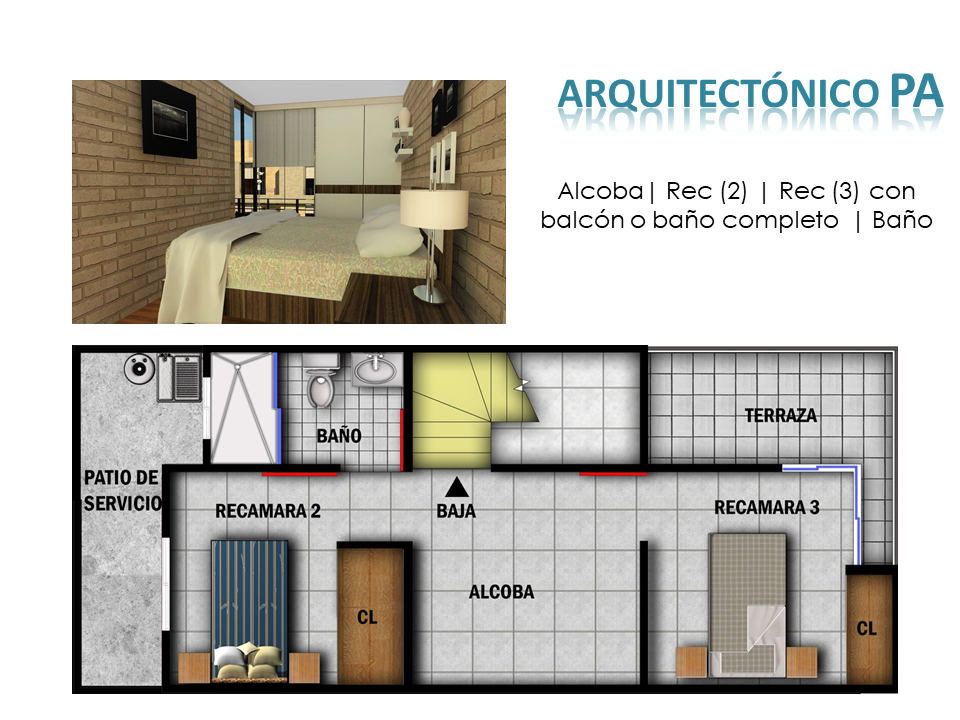 ARQUITECTÓNICO PA
Alcoba| Rec (2) | Rec (3) con
balcón o baño completo | Baño
TERRAZA
BAÑO
PATIO DE
SERVICIO
RECAMARA 2
BAJA
RECAMARA 3
ALCOBA
CL
CL